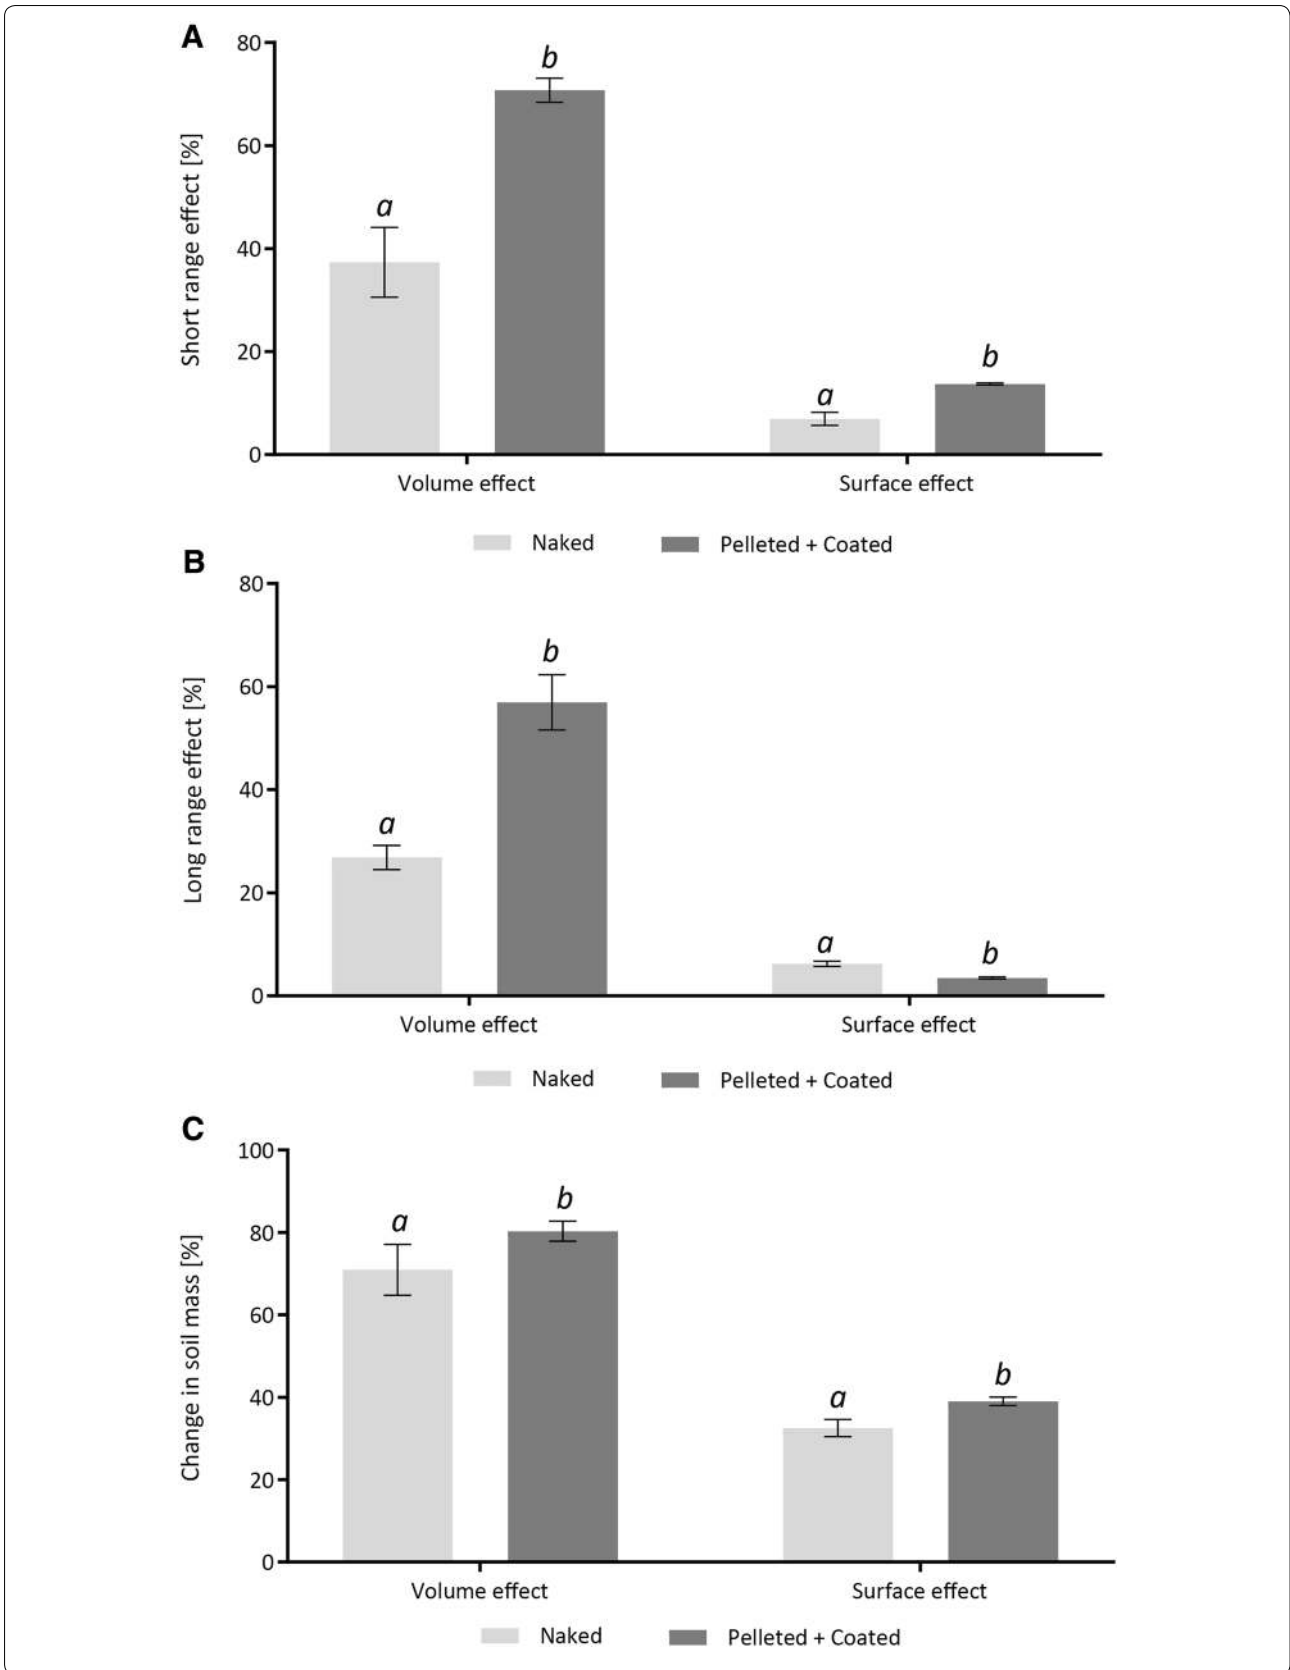 A
Short range effect [%]
80
60
40
20
0
a
b
a
b
Volume effect
Surface effect
Naked
Pelleted + Coated
B
Long range effect [%]
80
60
40
20
0
a
b
a
b
Volume effect
Surface effect
Naked
Pelleted + Coated
C
Change in soil mass [%]
100
80
60
40
20
0
a
b
a
b
Volume effect
Surface effect
Naked
Pelleted + Coated